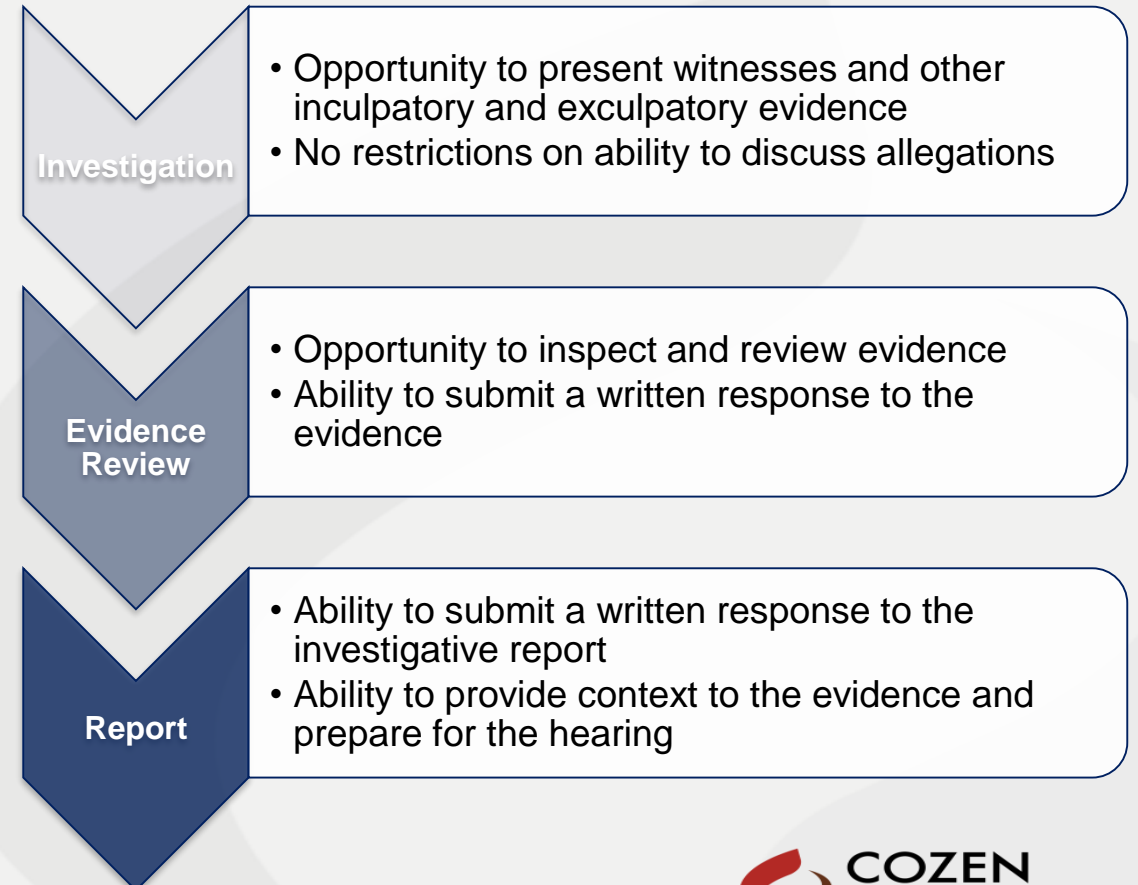 Investigation
• Opportunity to present witnesses and other
inculpatory and exculpatory evidence
• No restrictions on ability to discuss allegations
Evidence
Review
• Opportunity to inspect and review evidence
• Ability to submit a written response to the
evidence
Report
• Ability to submit a written response to the
investigative report
• Ability to provide context to the evidence and
prepare for the hearing
COZEN